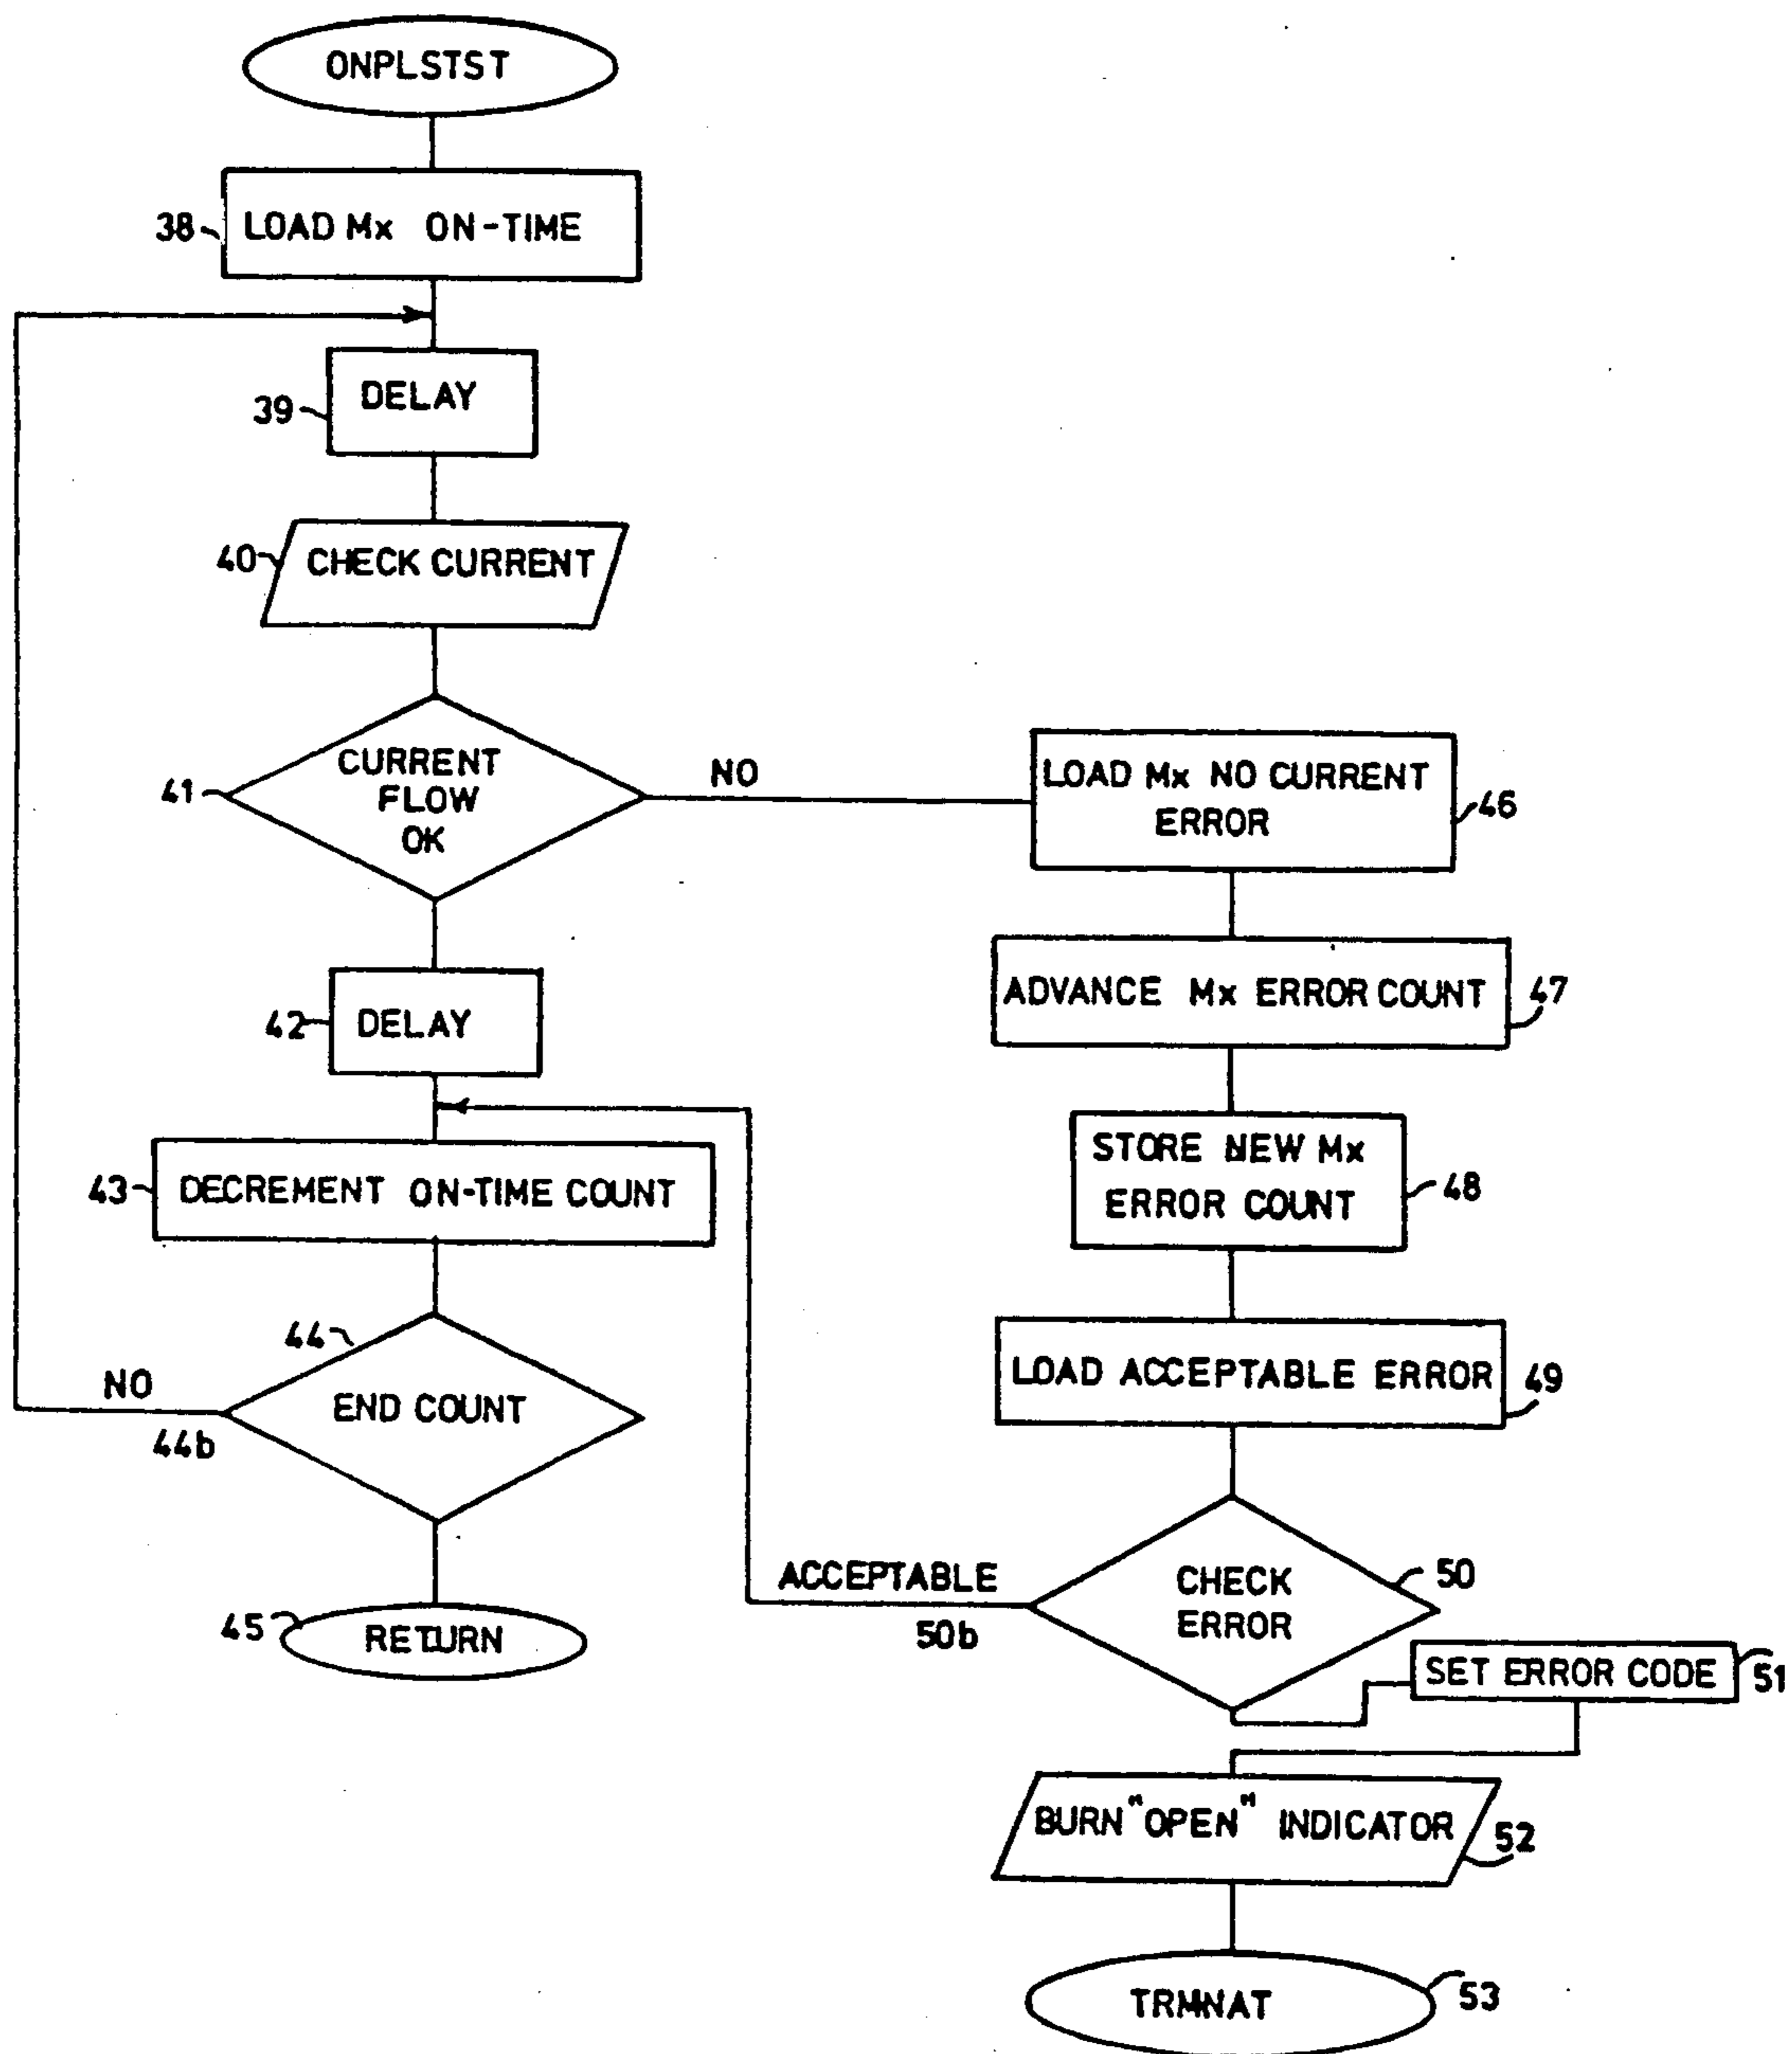 ONPLSTST
38
LOAD Mx ON-TIME
39
DELAY
40
CHECK CURRENT
41
CURRENT
FLOW
OK
NO
LOAD Mx NO CURRENT
ERROR
46
42
DELAY
ADVANCE Mx ERROR COUNT
47
43
DECREMENT ON-TIME COUNT
STORE NEW Mx
ERROR COUNT
48
44
NO
44b
END COUNT
LOAD ACCEPTABLE ERROR
49
45
RETURN
ACCEPTABLE
50b
CHECK
ERROR
50
SET ERROR CODE
51
BURN "OPEN" INDICATOR
52
TRMNAT
53